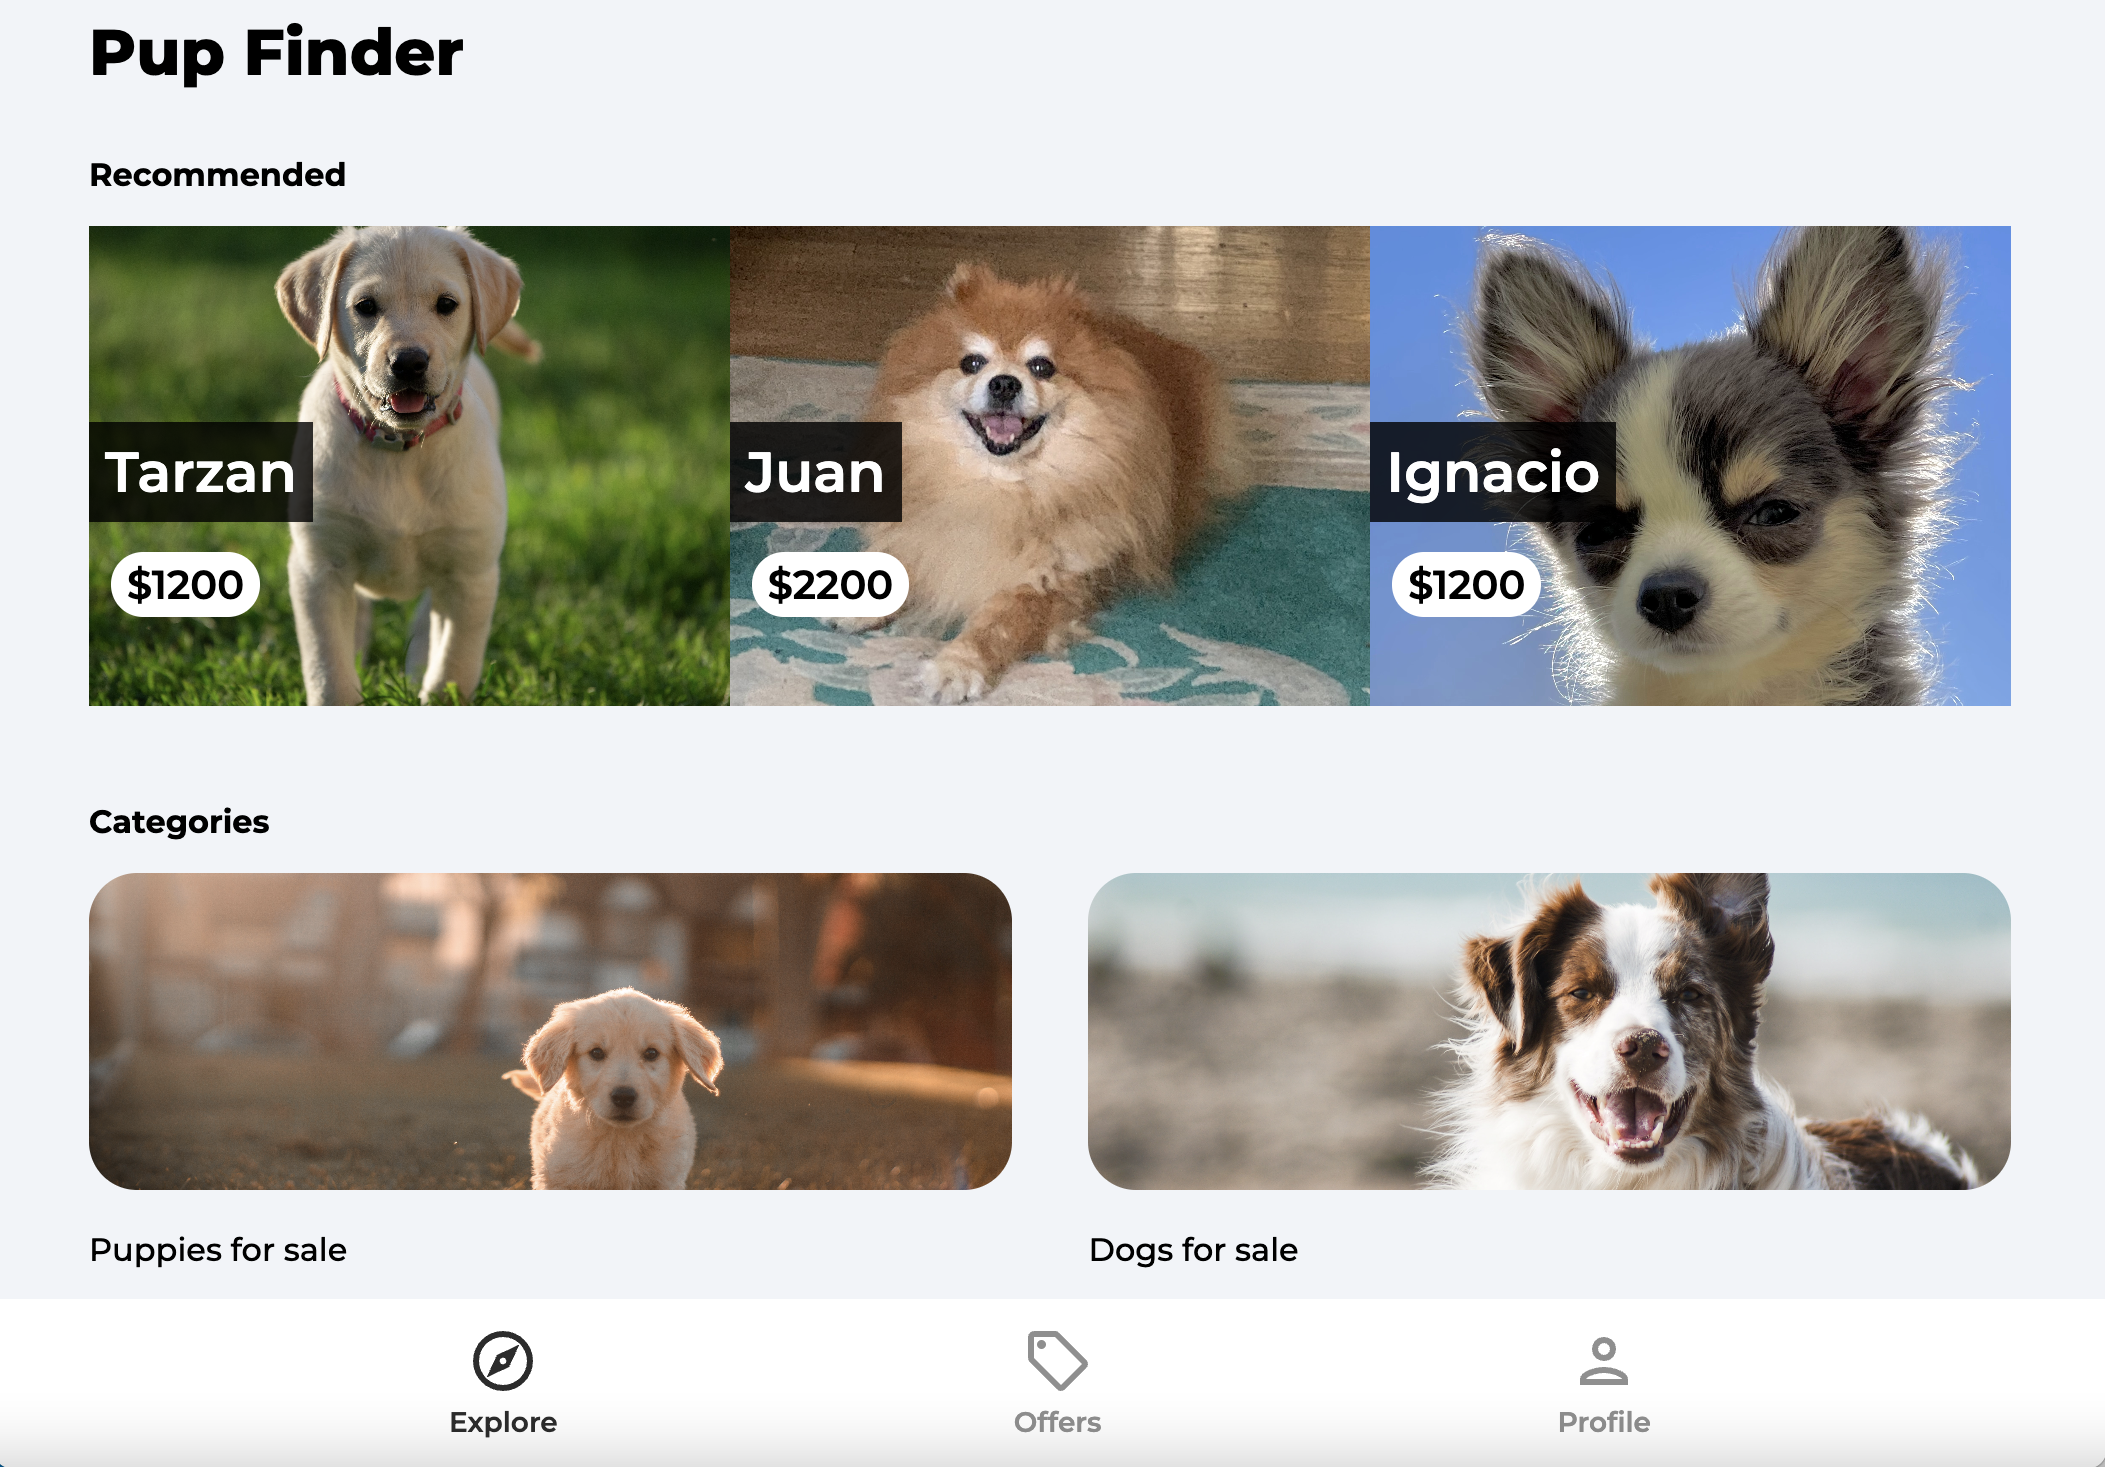 Pup Finder
Recommended
Tarzan
$1200
Juan
$2200
Ignacio
$1200
Categories
Puppies for sale
Dogs for sale
Explore
Offers
Profile